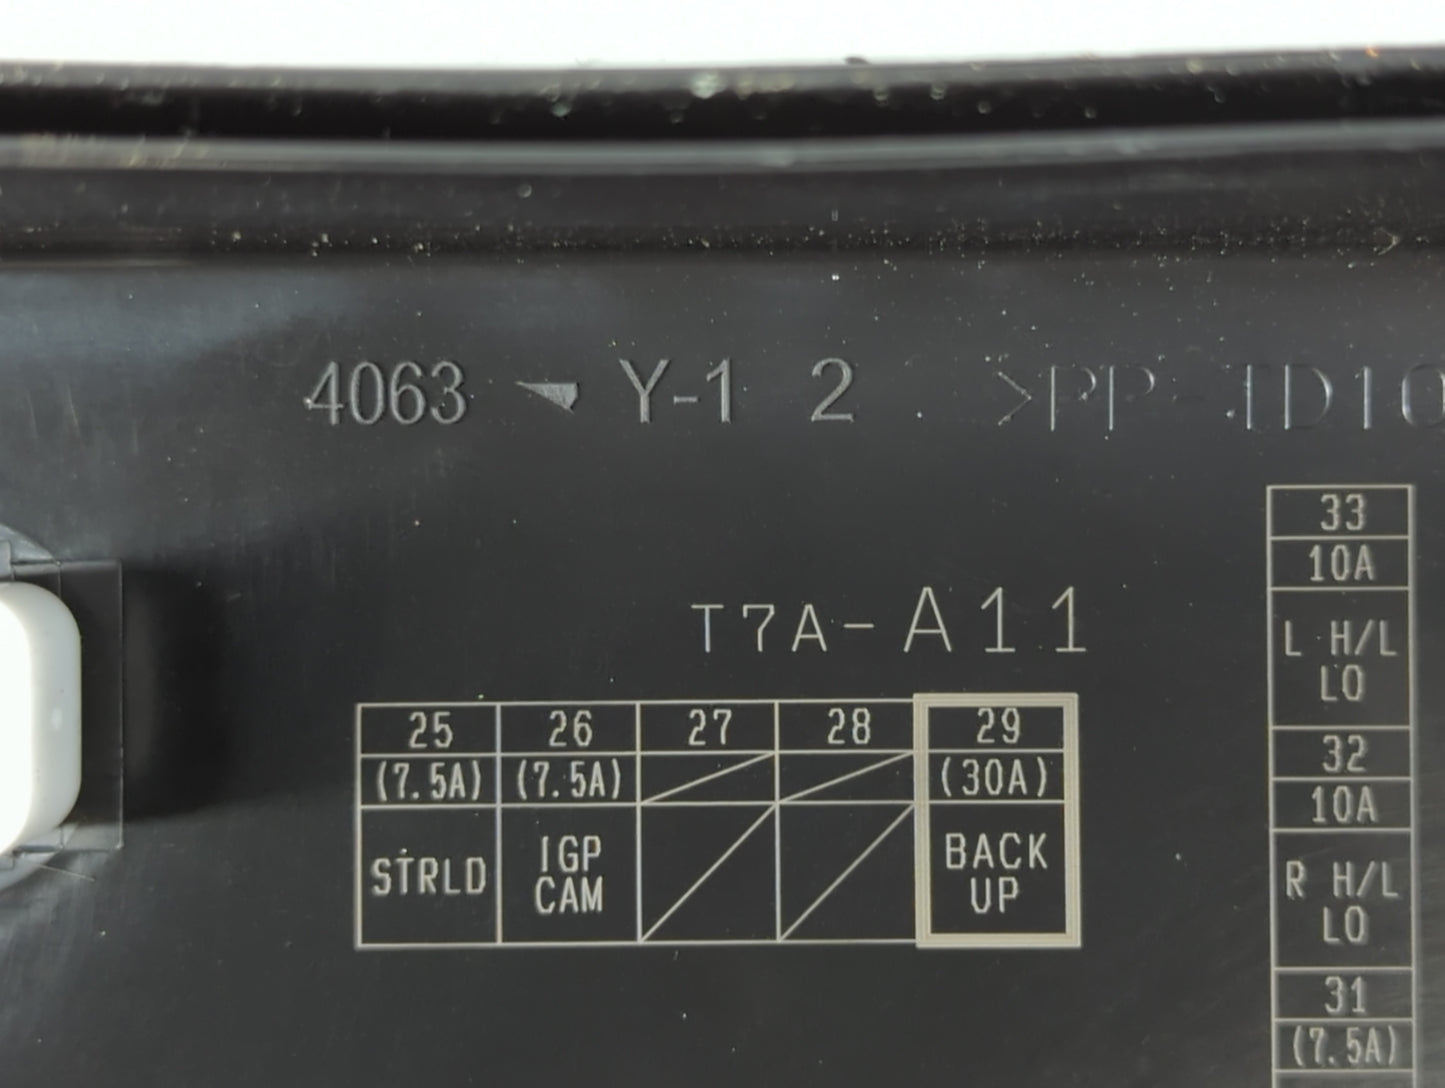 4063 Y-1 2 >PP-TD10
T7A-A11
25 26 27 28 29
(7.5A) (7.5A) (30A)
STRLD IGP CAM BACK UP
33
10A
L H/L
LO
32
10A
R H/L
LO
31
(7.5A)